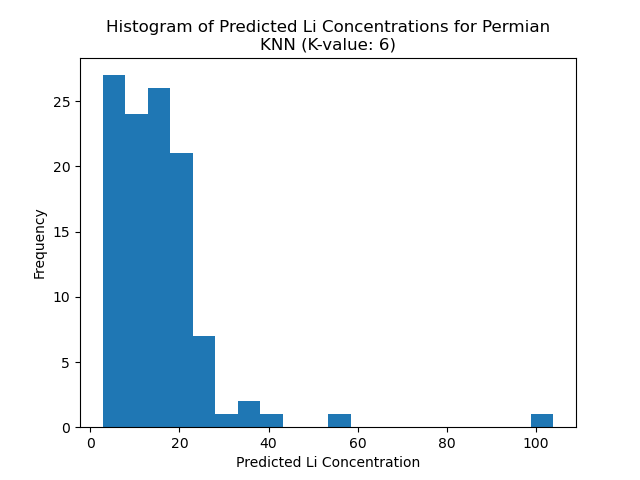 Histogram of Predicted Li Concentrations for Permian
KNN (K-value: 6)
25
20
15
10
5
0
Frequency
0 20 40 60 80 100
Predicted Li Concentration